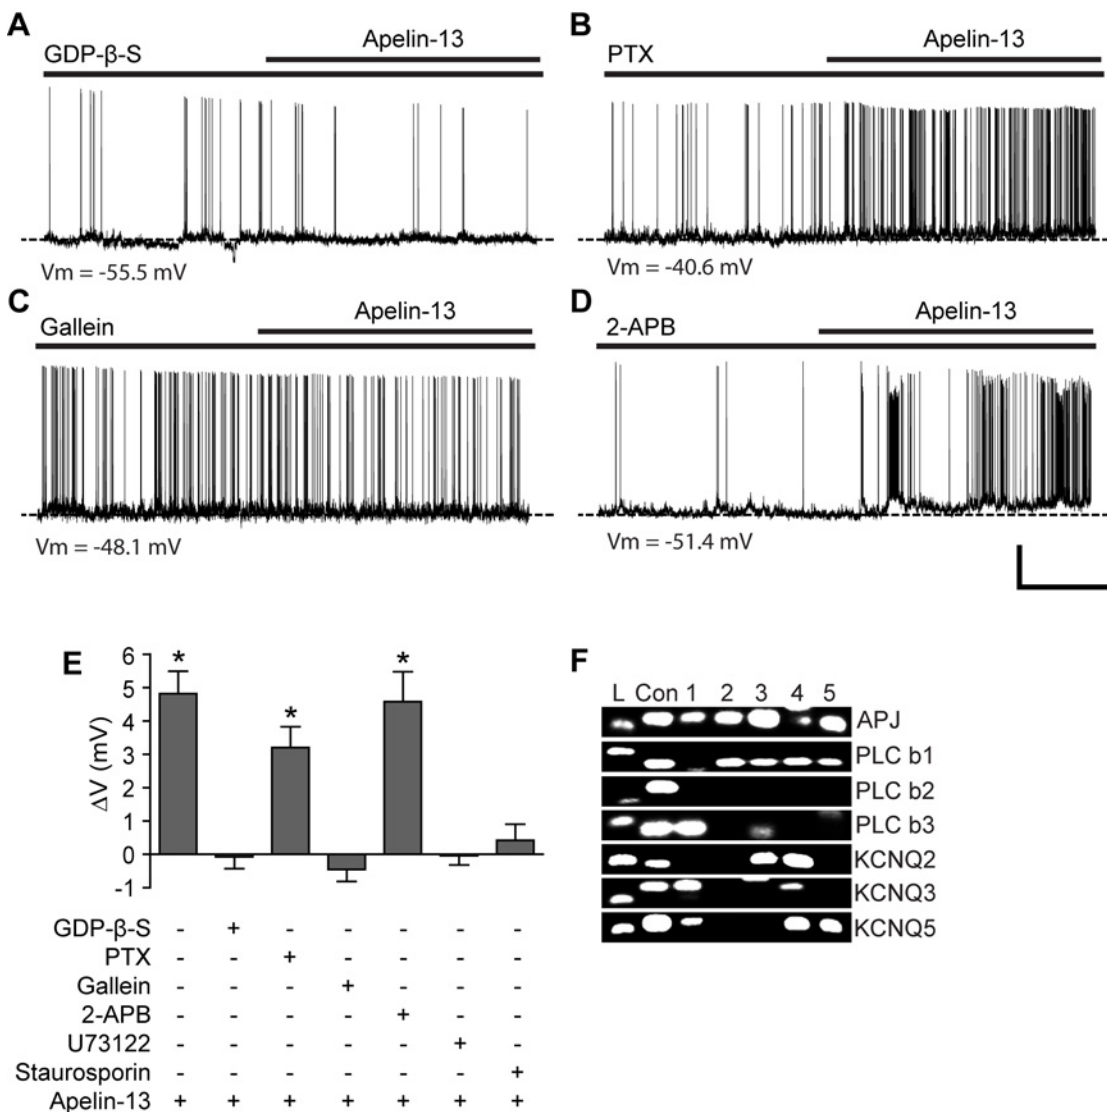 A
B
Apelin-13
Apelin-13
GDP-β-S
PTX
Vm = -55.5 mV
Vm = -40.6 mV
C
D
Apelin-13
Apelin-13
Gallein
2-APB
Vm = -48.1 mV
Vm = -51.4 mV
E
ΔV (mV)
6
5
4
3
2
1
0
-1
* * *
GDP-β-S - + - - - - -
PTX - - + - - - -
Gallein - - - + - - -
2-APB - - - - + - -
U73122 - - - - - + -
Staurosporin - - - - - - +
Apelin-13 + + + + + + +
F
L Con 1 2 3 4 5
APJ
PLC b1
PLC b2
PLC b3
KCNQ2
KCNQ3
KCNQ5